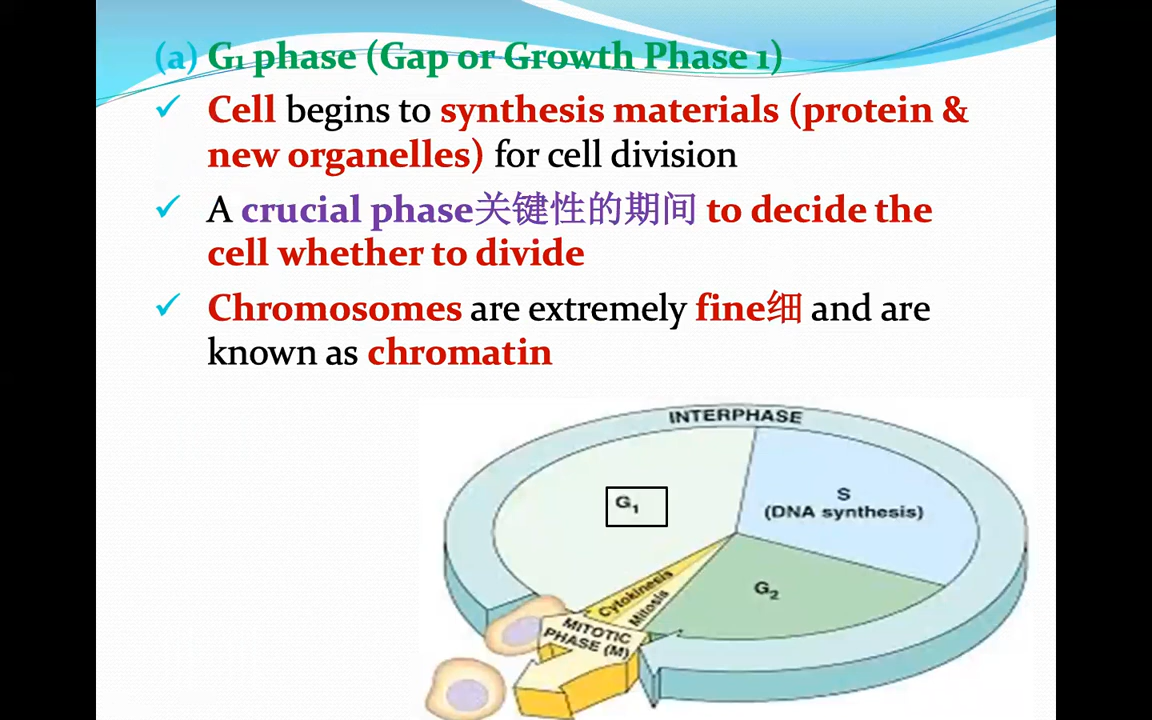 (a) G₁ phase (Gap or Growth Phase 1)
✓ Cell begins to synthesis materials (protein &
new organelles) for cell division
✓ A crucial phase关键性的期间 to decide the
cell whether to divide
✓ Chromosomes are extremely fine细 and are
known as chromatin
INTERPHASE
G₁
S
(DNA synthesis)
G₂
Cytokinesis
Mitosis
MITOTIC
PHASE (M)